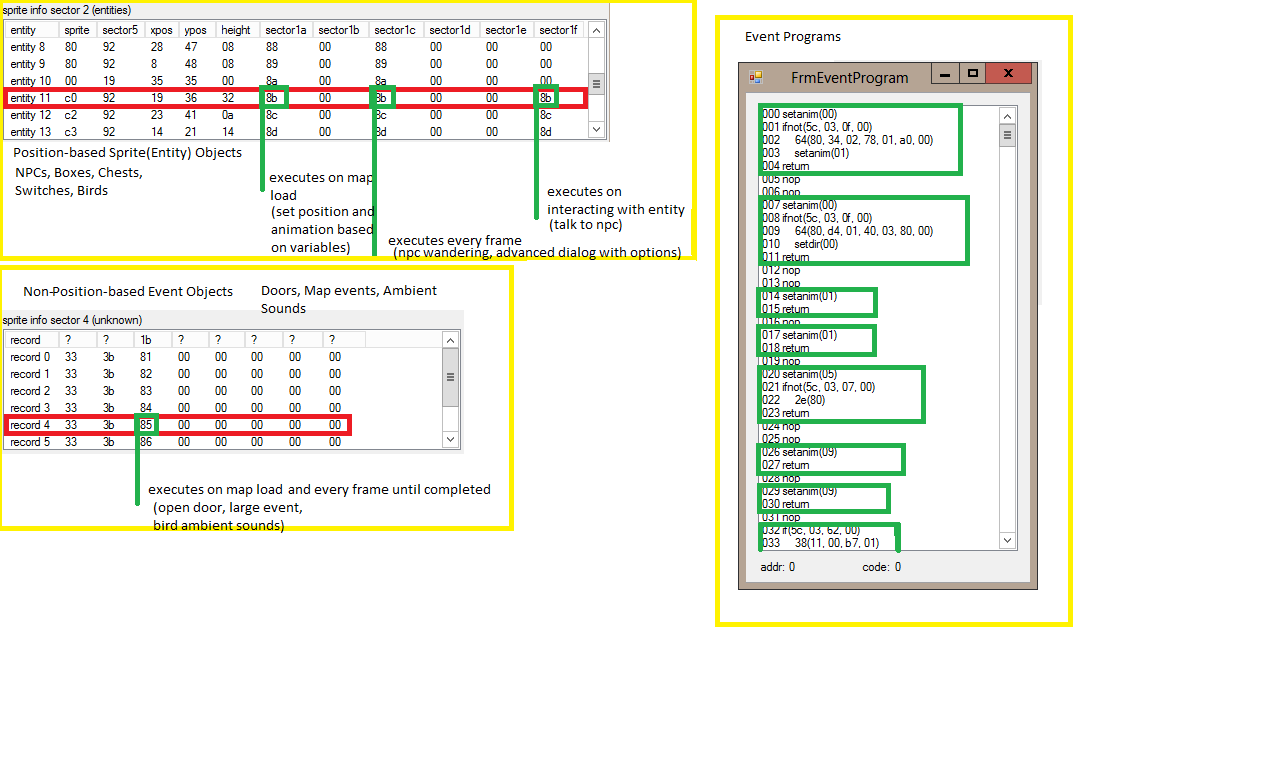 sprite info sector 2 (entities)
entity sprite sector5 xpos ypos height sector1a sector1b sector1c sector1d sector1e sector1f
entity 8 80 92 28 47 08 88 00 88 00 00 00
entity 9 80 92 8 48 08 89 00 89 00 00 00
entity 10 00 19 35 35 00 8a 00 8a 00 00 00
entity 11 c0 92 19 36 32 8b 00 8b 00 00 8b
entity 12 c2 92 23 41 0a 8c 00 8c 00 00 8c
entity 13 c3 92 14 21 14 8d 00 8d 00 00 8d
Position-based Sprite(Entity) Objects
NPCs, Boxes, Chests,
Switches, Birds
executes on map
load
(set position and
animation based
on variables)
executes every frame
(npc wandering, advanced dialog with options)
executes on
interacting with entity
(talk to npc)
Non-Position-based Event Objects
Doors, Map events, Ambient
Sounds
sprite info sector 4 (unknown)
record ? ? 1b ? ? ? ? ?
record 0 33 3b 81 00 00 00 00 00
record 1 33 3b 82 00 00 00 00 00
record 2 33 3b 83 00 00 00 00 00
record 3 33 3b 84 00 00 00 00 00
record 4 33 3b 85 00 00 00 00 00
record 5 33 3b 86 00 00 00 00 00
executes on map load and every frame until completed
(open door, large event,
bird ambient sounds)
Event Programs
FrmEventProgram
000 setanim(00)
001 ifnot(5c, 03, 0f, 00)
002 64(80, 34, 02, 78, 01, a0, 00)
003 setanim(01)
004 return
005 nop
006 nop
007 setanim(00)
008 ifnot(5c, 03, 0f, 00)
009 64(80, d4, 01, 40, 03, 80, 00)
010 setdir(00)
011 return
012 nop
013 nop
014 setanim(01)
015 return
016 nop
017 setanim(01)
018 return
019 nop
020 setanim(05)
021 ifnot(5c, 03, 07, 00)
022 2e(80)
023 return
024 nop
025 nop
026 setanim(09)
027 return
028 nop
029 setanim(09)
030 return
031 nop
032 if(5c, 03, 62, 00)
033 38(11, 00, b7, 01)
addr: 0 code: 0